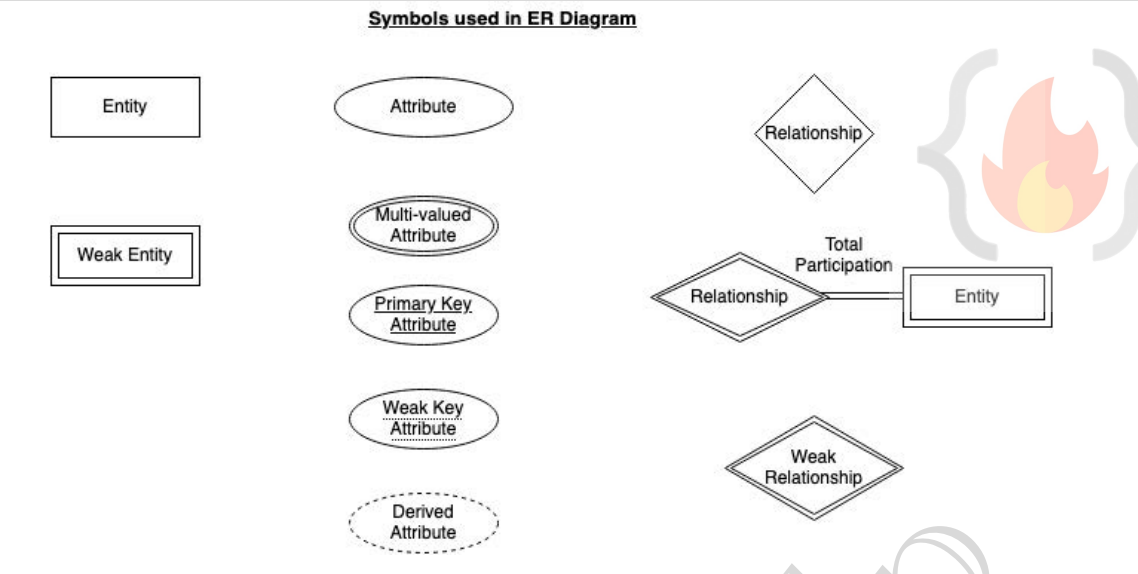 Symbols used in ER Diagram
Entity
Attribute
Relationship
Weak Entity
Multi-valued
Attribute
Total
Participation
Relationship
Entity
Primary Key
Attribute
Weak Key
Attribute
Weak
Relationship
Derived
Attribute